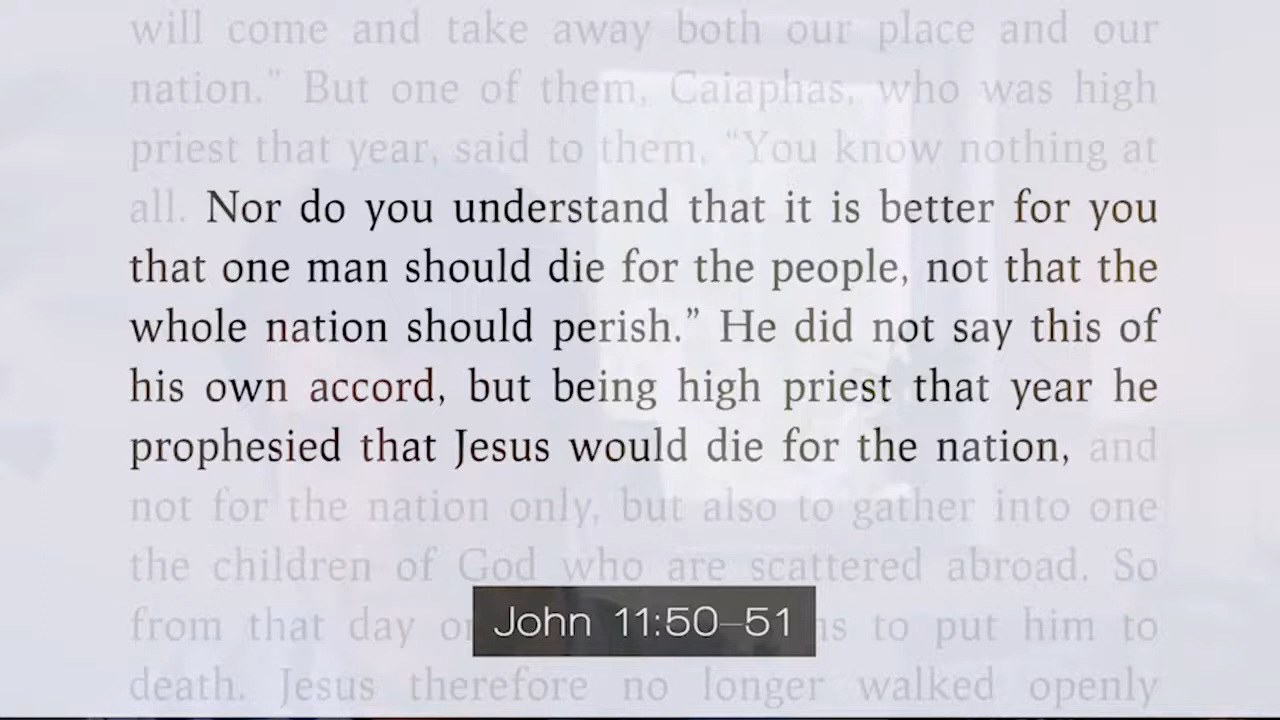 will come and take away both our place and our
nation.” But one of them, Caiaphas, who was high
priest that year, said to them, “You know nothing at
all. Nor do you understand that it is better for you
that one man should die for the people, not that the
whole nation should perish.” He did not say this of
his own accord, but being high priest that year he
prophesied that Jesus would die for the nation, and
not for the nation only, but also to gather into one
the children of God who are scattered abroad. So
from that day to put him to
death. Jesus therefore no longer walked openly
John 11:50–51